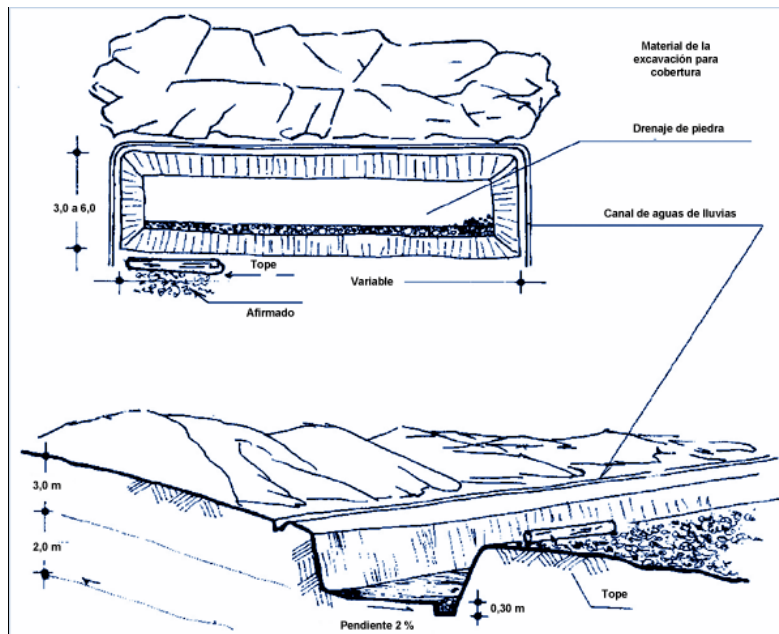 Material de la
excavación para
cobertura
Drenaje de piedra
3,0 a 6,0
Canal de aguas de lluvias
Tope
Variable
Afirmado
3,0 m
2,0 m
0,30 m
Tope
Pendiente 2 %